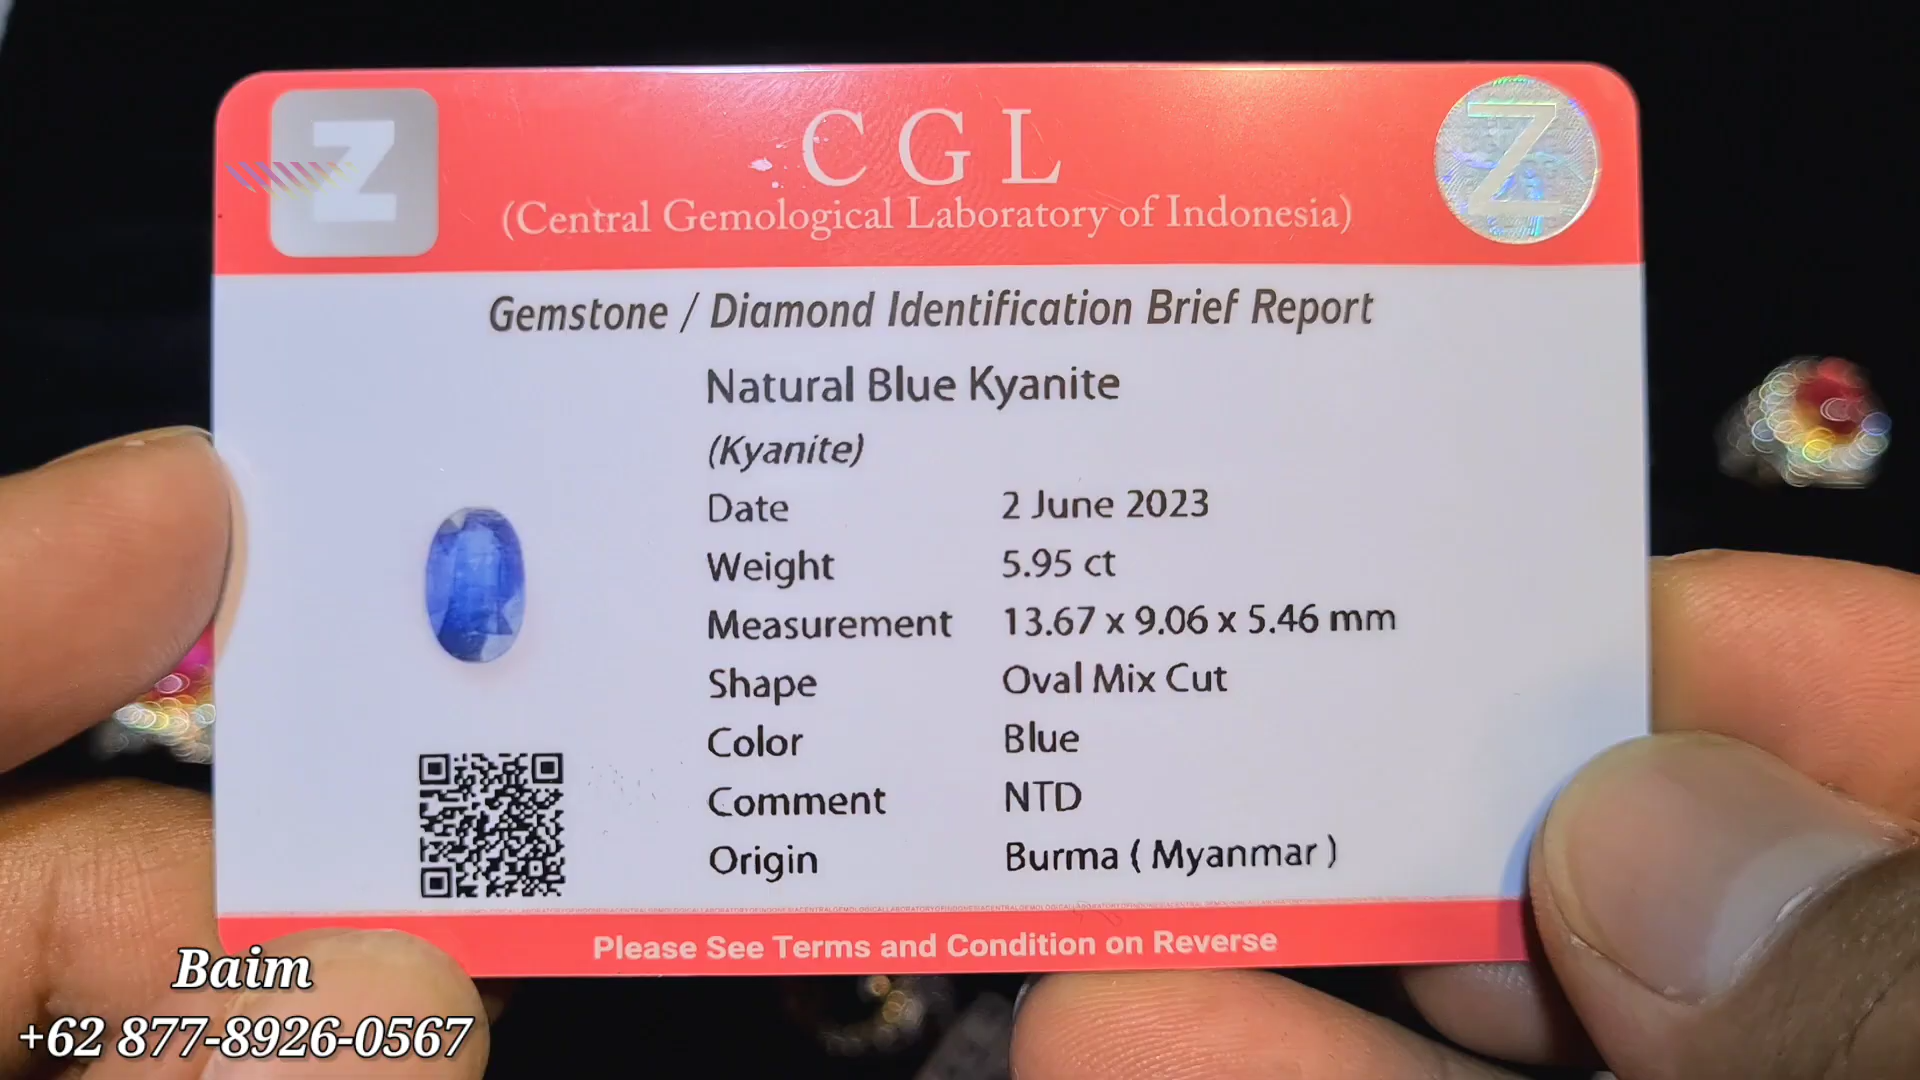 Z
C G L
Z
(Central Gemological Laboratory of Indonesia)
Gemstone / Diamond Identification Brief Report
Natural Blue Kyanite
(Kyanite)
Date 2 June 2023
Weight 5.95 ct
Measurement 13.67 x 9.06 x 5.46 mm
Shape Oval Mix Cut
Color Blue
Comment NTD
Origin Burma ( Myanmar )
Please See Terms and Condition on Reverse
Baim
+62 877-8926-0567